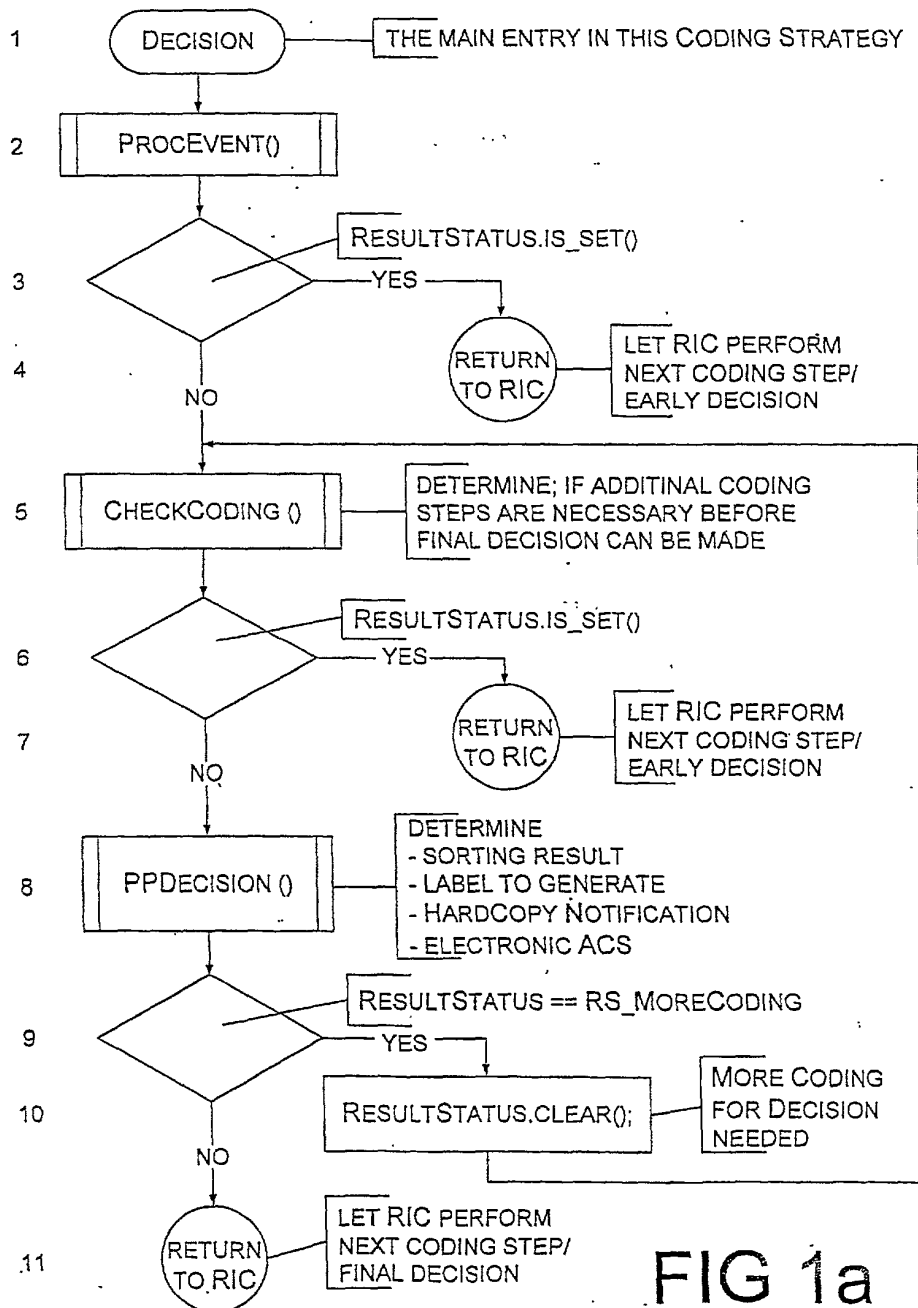 1 DECISION THE MAIN ENTRY IN THIS CODING STRATEGY
2 PROCEVENT()
RESULTSTATUS.IS_SET()
3 YES
4 RETURN TO RIC
LET RIC PERFORM
NEXT CODING STEP/
EARLY DECISION
NO
5 CHECKCODING ()
DETERMINE; IF ADDITINAL CODING
STEPS ARE NECESSARY BEFORE
FINAL DECISION CAN BE MADE
RESULTSTATUS.IS_SET()
6 YES
7 RETURN TO RIC
LET RIC PERFORM
NEXT CODING STEP/
EARLY DECISION
NO
8 PPDECISION ()
DETERMINE
- SORTING RESULT
- LABEL TO GENERATE
- HARDCOPY NOTIFICATION
- ELECTRONIC ACS
RESULTSTATUS == RS_MORECODING
9 YES
10 RESULTSTATUS.CLEAR();
MORE CODING
FOR DECISION
NEEDED
NO
11 RETURN TO RIC
LET RIC PERFORM
NEXT CODING STEP/
FINAL DECISION
FIG 1a